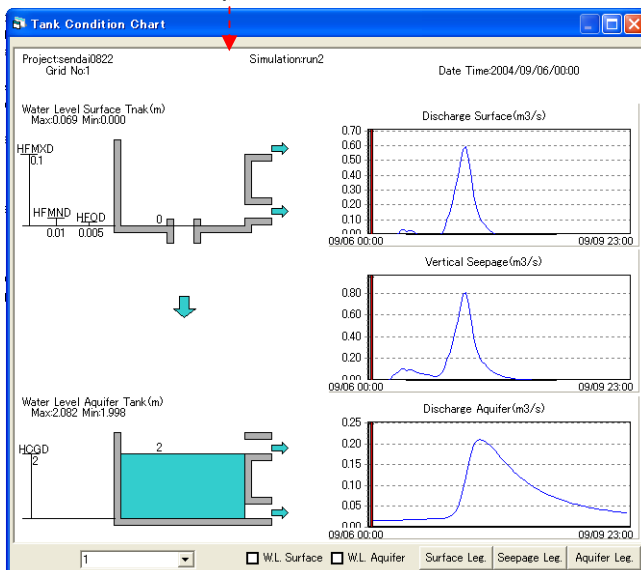 Tank Condition Chart
Project:sendai0822 Simulation:run2
Grid No:1 Date Time:2004/09/06/00:00
Water Level Surface Tnak(m)
Max:0.069 Min:0.000
HFMXD
0.1
HFMND HFOD 0
0.01 0.005
Discharge Surface(m3/s)
0.70
0.60
0.50
0.40
0.30
0.20
0.10
0.00
09/06 00:00 09/09 23:00
Vertical Seepage(m3/s)
0.80
0.60
0.40
0.20
0.00
09/06 00:00 09/09 23:00
Water Level Aquifer Tank(m)
Max:2.082 Min:1.998
HCGD 2
2
Discharge Aquifer(m3/s)
0.25
0.20
0.15
0.10
0.05
0.00
09/06 00:00 09/09 23:00
1 W.L. Surface W.L. Aquifer Surface Leg. Seepage Leg. Aquifer Leg.